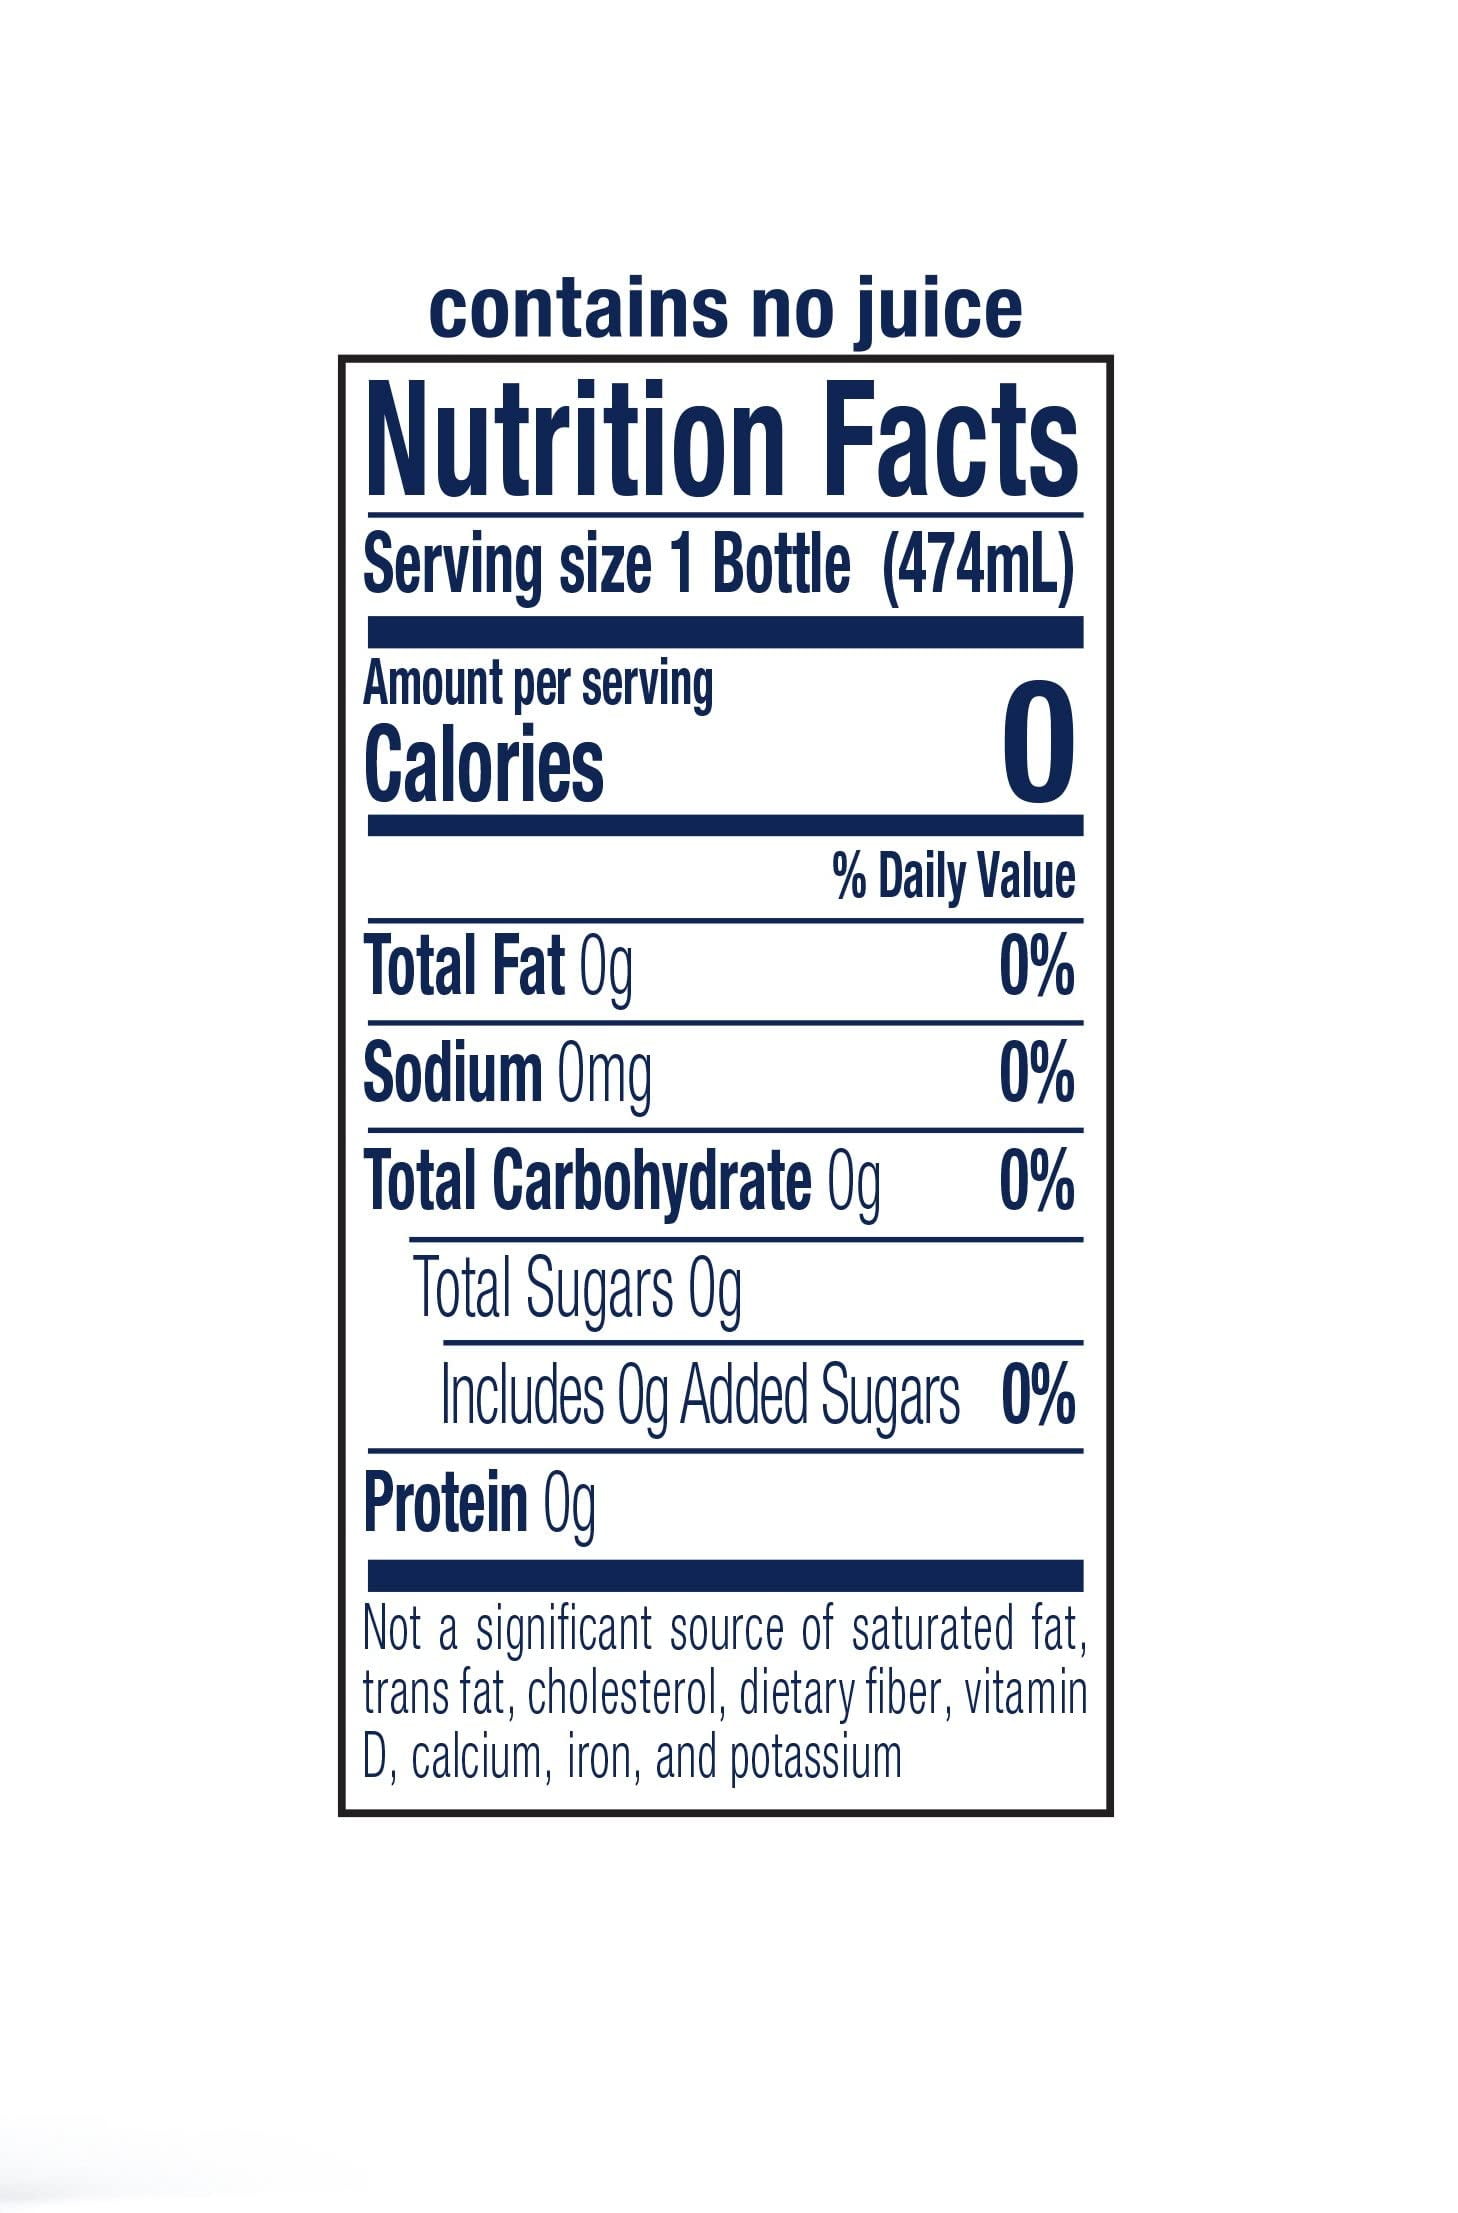 contains no juice
Nutrition Facts
Serving size 1 Bottle (474mL)
Amount per serving
Calories 0
% Daily Value
Total Fat 0g 0%
Sodium 0mg 0%
Total Carbohydrate 0g 0%
Total Sugars 0g
Includes 0g Added Sugars 0%
Protein 0g
Not a significant source of saturated fat,
trans fat, cholesterol, dietary fiber, vitamin
D, calcium, iron, and potassium